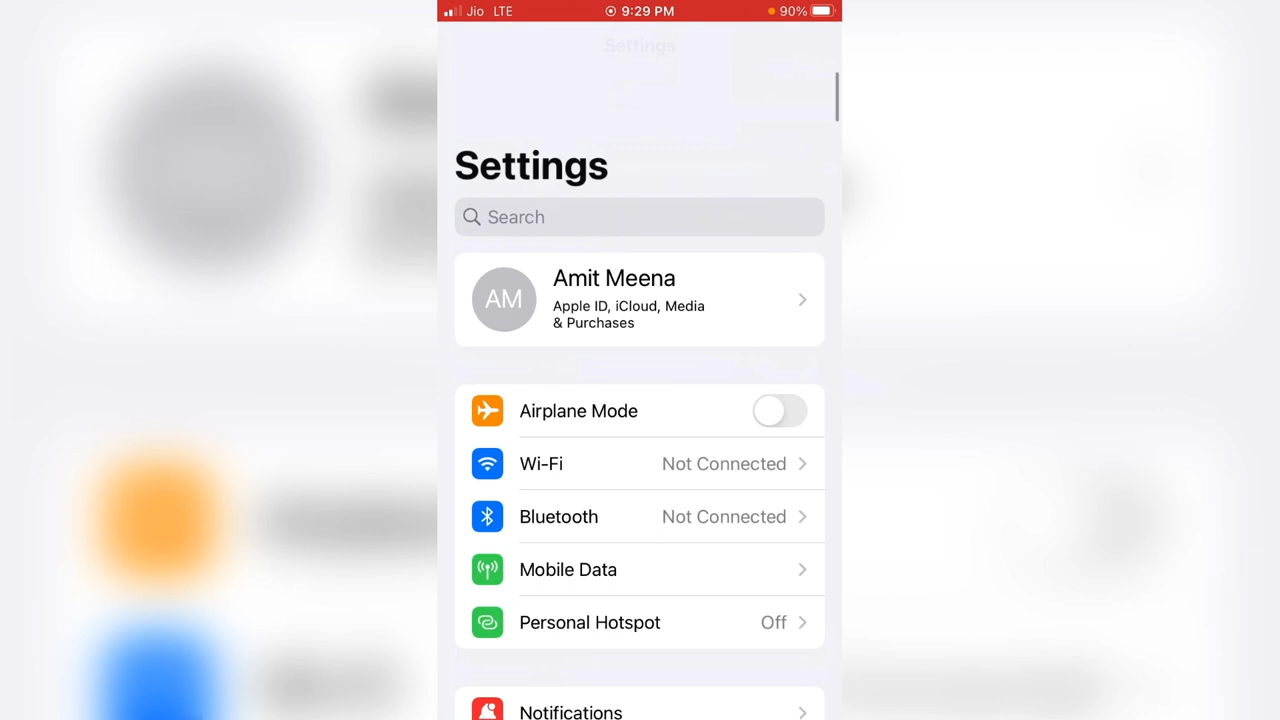 Jio LTE 9:29 PM 90%
Settings
Settings
Search
AM
Amit Meena
Apple ID, iCloud, Media
& Purchases
Airplane Mode
Wi-Fi Not Connected
Bluetooth Not Connected
Mobile Data
Personal Hotspot Off
Notifications